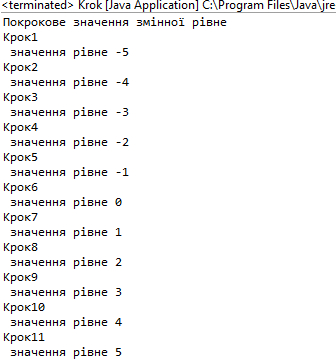 <terminated> Krok [Java Application] C:\Program Files\Java\jre
Покрокове значення змінної рівне
Крок1
значення рівне -5
Крок2
значення рівне -4
Крок3
значення рівне -3
Крок4
значення рівне -2
Крок5
значення рівне -1
Крок6
значення рівне 0
Крок7
значення рівне 1
Крок8
значення рівне 2
Крок9
значення рівне 3
Крок10
значення рівне 4
Крок11
значення рівне 5